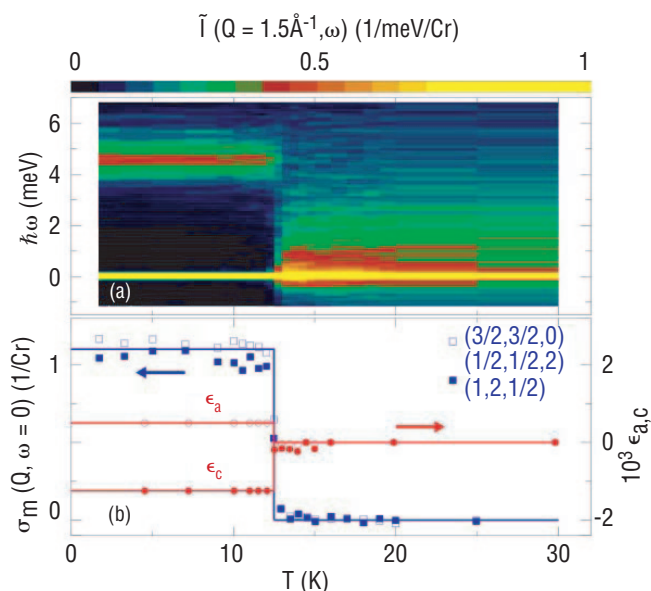 Ĩ (Q = 1.5Å⁻¹,ω) (1/meV/Cr)
0 0.5 1
6
4
2
0
ħω (meV)
(a)
(3/2,3/2,0)
(1/2,1/2,2)
(1,2,1/2)
1
0
σm (Q, ω = 0) (1/Cr)
εa
εc
(b)
2
0
-2
10³ εa,c
0 10 20 30
T (K)